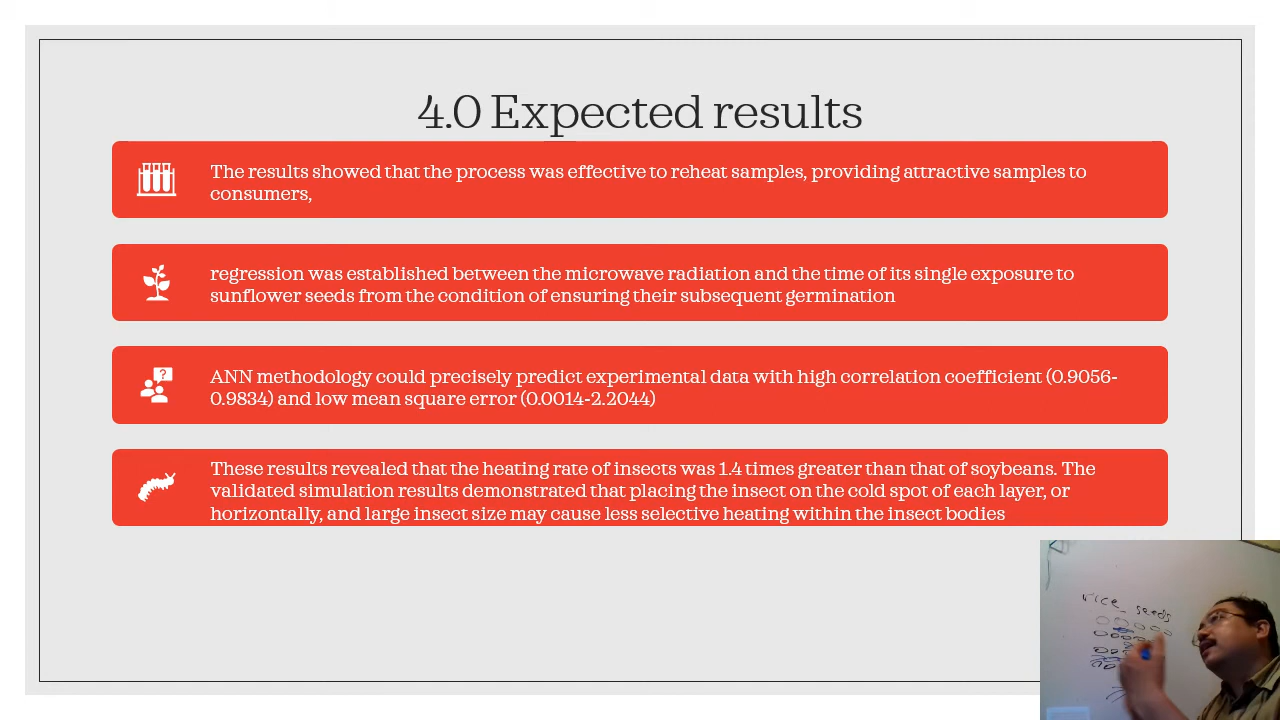 4.0 Expected results
The results showed that the process was effective to reheat samples, providing attractive samples to
consumers,
regression was established between the microwave radiation and the time of its single exposure to
sunflower seeds from the condition of ensuring their subsequent germination
ANN methodology could precisely predict experimental data with high correlation coefficient (0.9056-
0.9834) and low mean square error (0.0014-2.2044)
?
These results revealed that the heating rate of insects was 1.4 times greater than that of soybeans. The
validated simulation results demonstrated that placing the insect on the cold spot of each layer, or
horizontally, and large insect size may cause less selective heating within the insect bodies
rice seeds